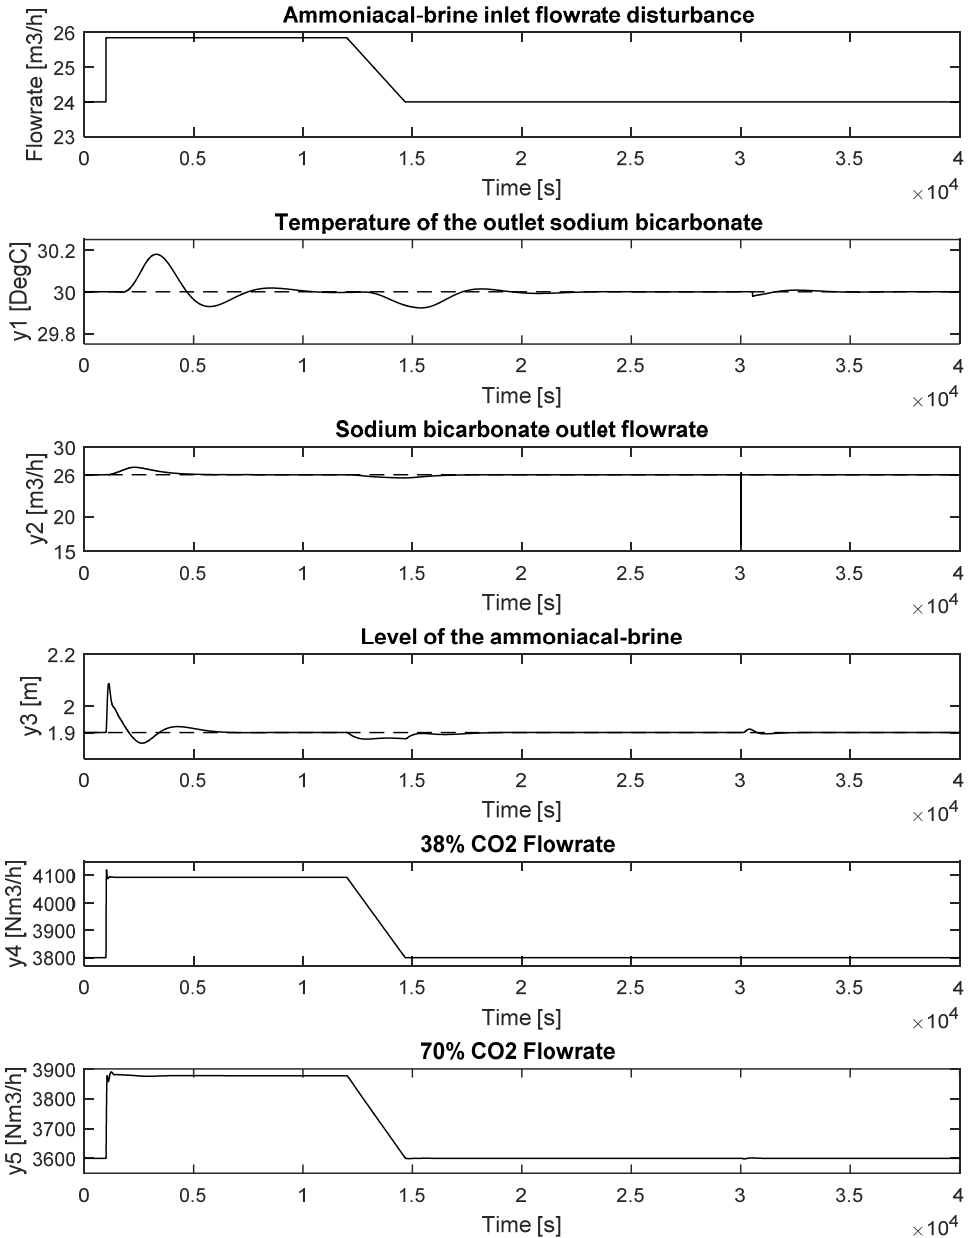 Ammoniacal-brine inlet flowrate disturbance
Flowrate [m3/h]
26
25
24
23
0 0.5 1 1.5 2 2.5 3 3.5 4
Time [s]
×10^4
Temperature of the outlet sodium bicarbonate
y1 [DegC]
30.2
30
29.8
0 0.5 1 1.5 2 2.5 3 3.5 4
Time [s]
×10^4
Sodium bicarbonate outlet flowrate
y2 [m3/h]
30
26
20
15
0 0.5 1 1.5 2 2.5 3 3.5 4
Time [s]
×10^4
Level of the ammoniacal-brine
y3 [m]
2.2
2
1.9
0 0.5 1 1.5 2 2.5 3 3.5 4
Time [s]
×10^4
38% CO2 Flowrate
y4 [Nm3/h]
4100
4000
3900
3800
0 0.5 1 1.5 2 2.5 3 3.5 4
Time [s]
×10^4
70% CO2 Flowrate
y5 [Nm3/h]
3900
3800
3700
3600
0 0.5 1 1.5 2 2.5 3 3.5 4
Time [s]
×10^4